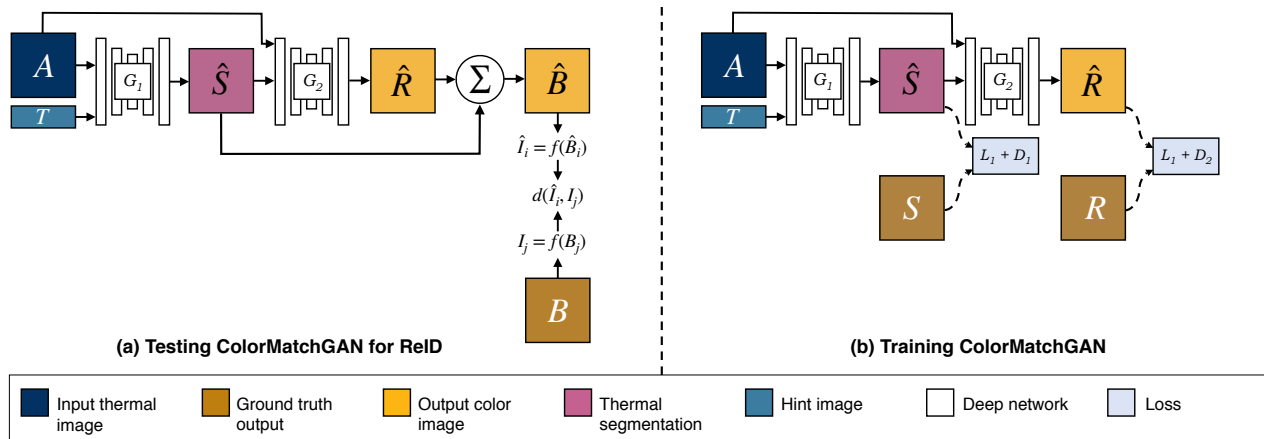 A
T
G1
Ŝ
G2
R̂
Σ
B̂
Îi = f(B̂i)
d(Îi, Ij)
Ij = f(Bj)
B
(a) Testing ColorMatchGAN for ReID
A
T
G1
Ŝ
G2
R̂
L1 + D1
L1 + D2
S
R
(b) Training ColorMatchGAN
Input thermal
image
Ground truth
output
Output color
image
Thermal
segmentation
Hint image
Deep network
Loss